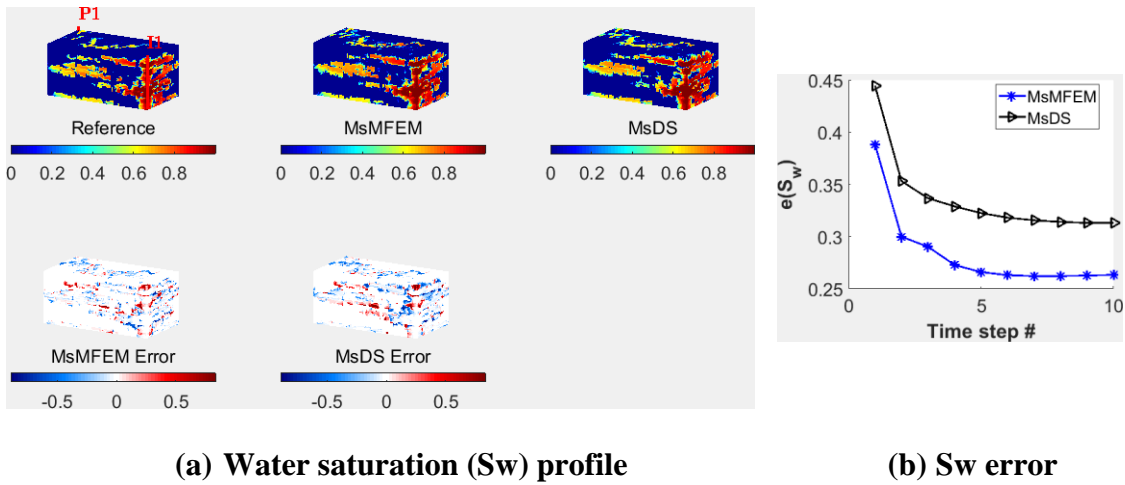 P1
I1
Reference
MsMFEM
MsDS
0 0.2 0.4 0.6 0.8
0 0.2 0.4 0.6 0.8
0 0.2 0.4 0.6 0.8
MsMFEM Error
MsDS Error
-0.5 0 0.5
-0.5 0 0.5
(a) Water saturation (Sw) profile
0.45
0.4
0.35
0.3
0.25
e(S_w)
MsMFEM
MsDS
0 5 10
Time step #
(b) Sw error